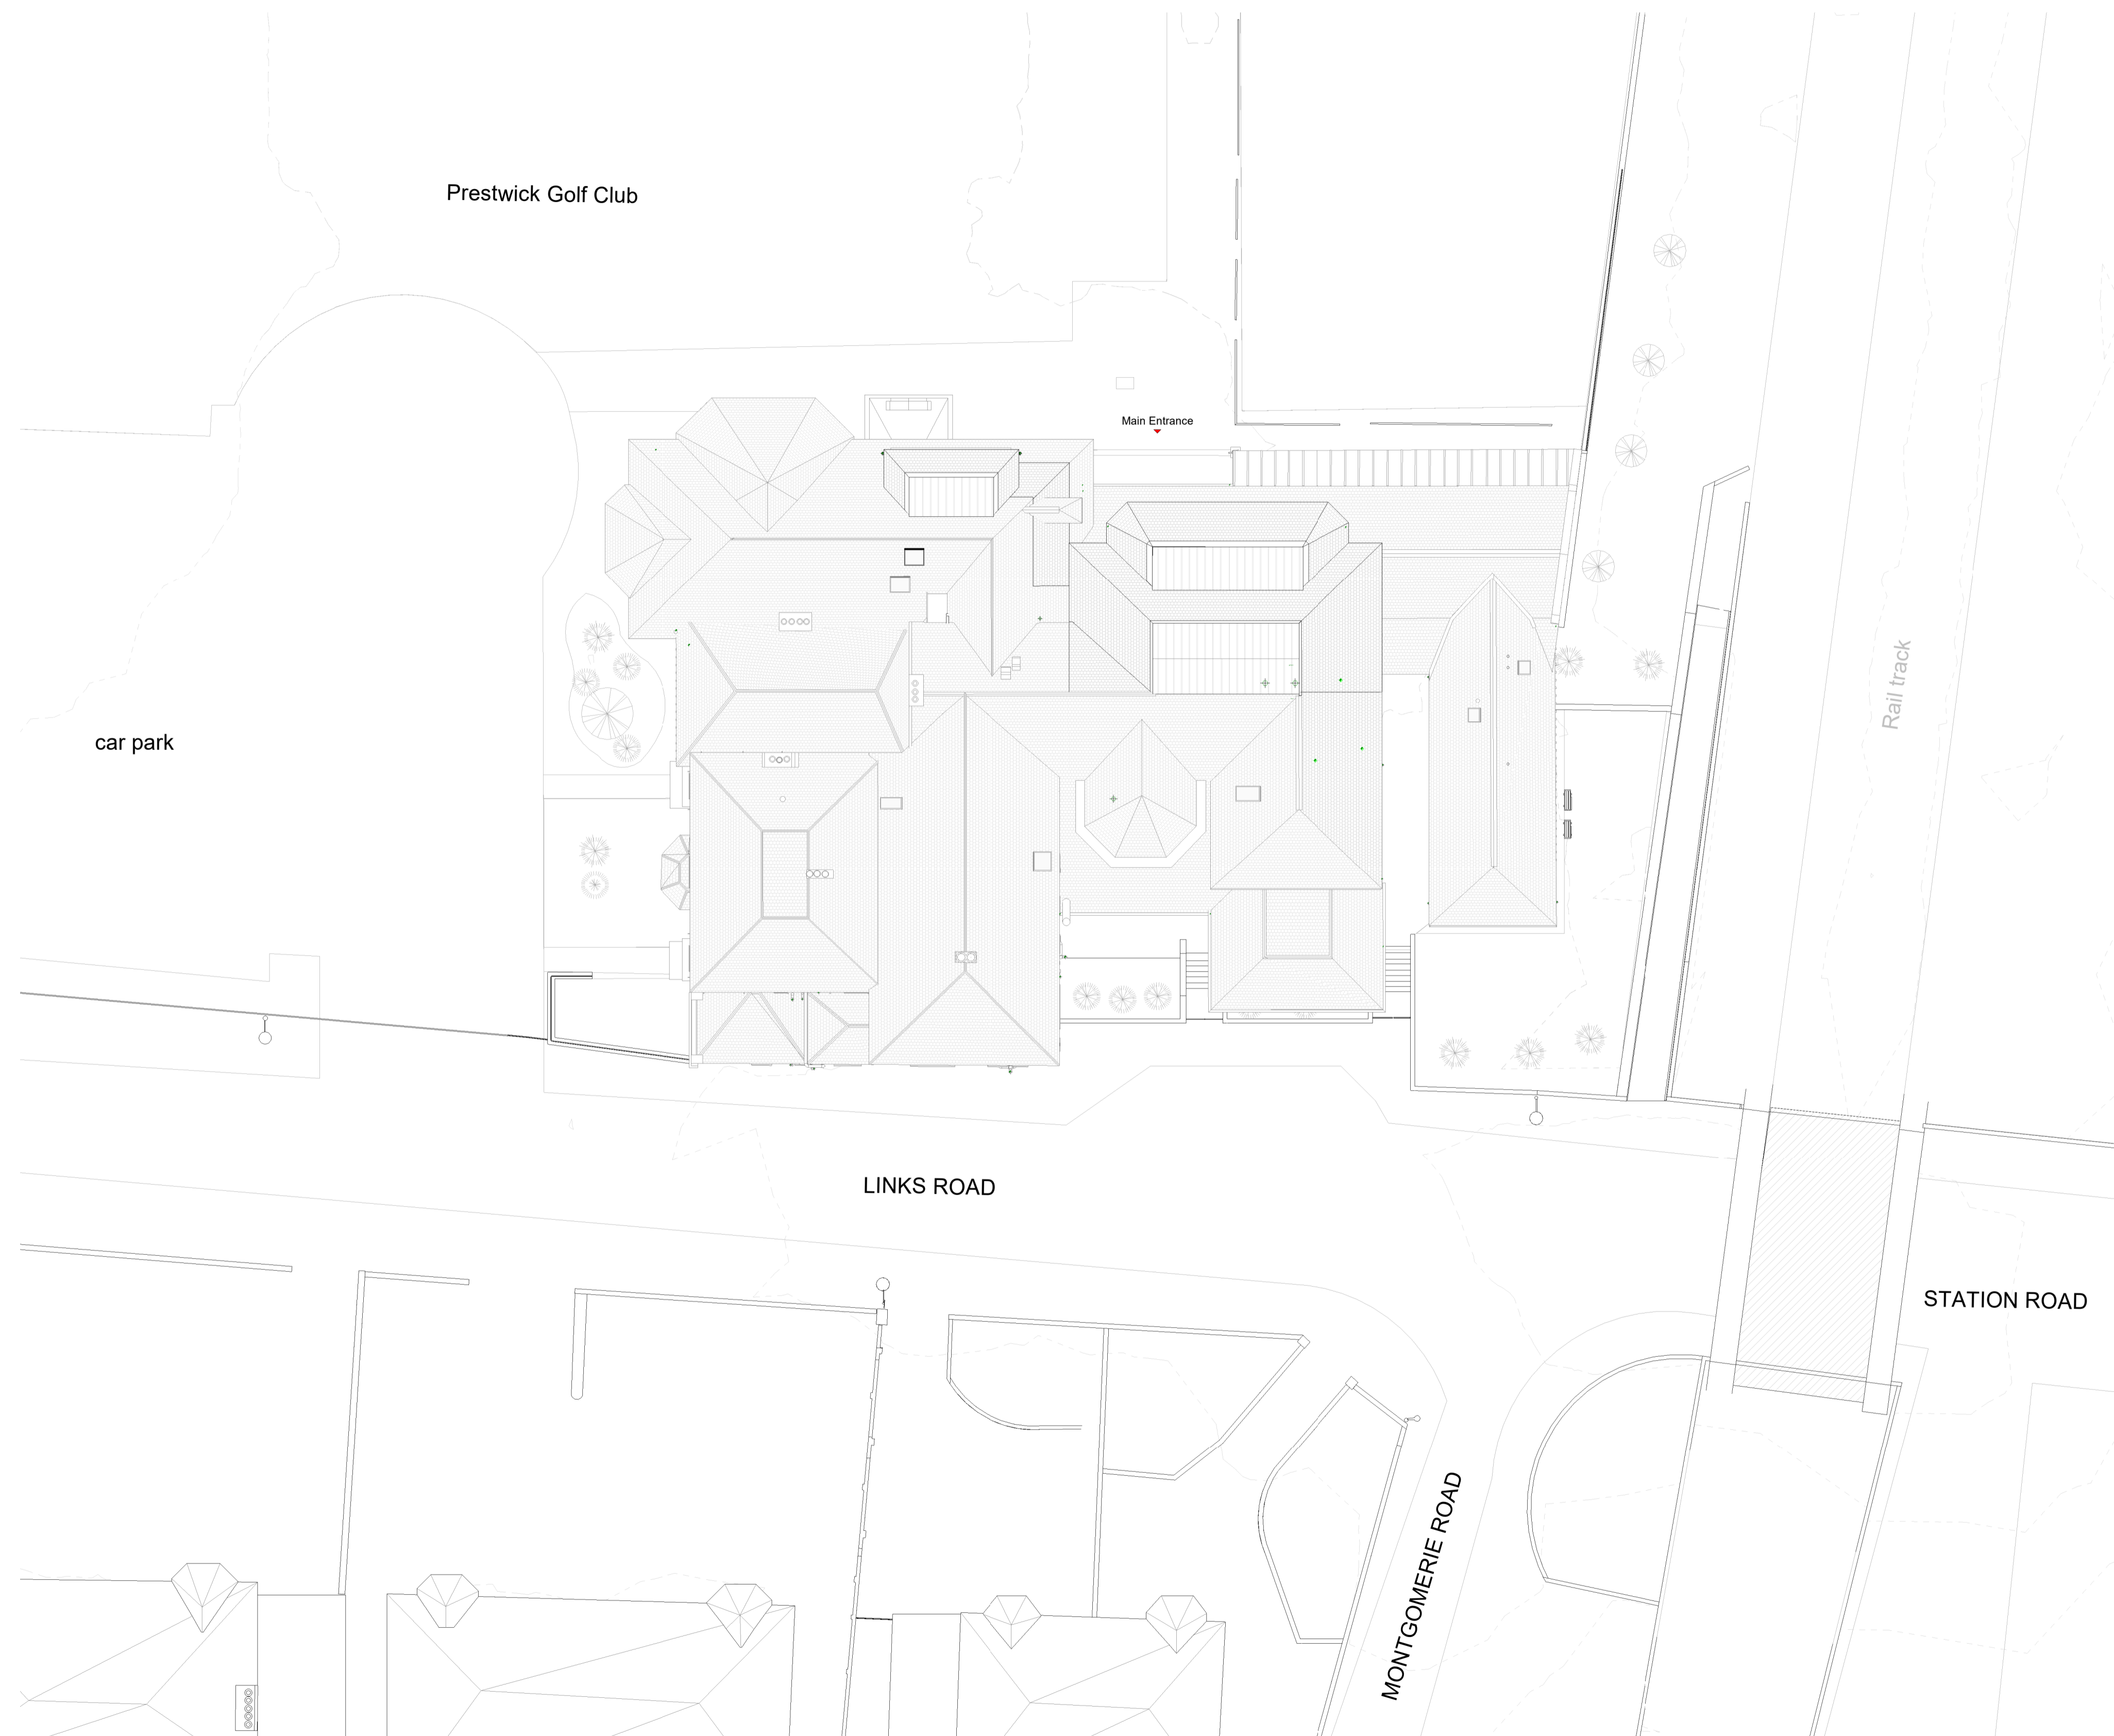 Prestwick Golf Club
Main Entrance
Rail track
car park
LINKS ROAD
STATION ROAD
MONTGOMERIE ROAD